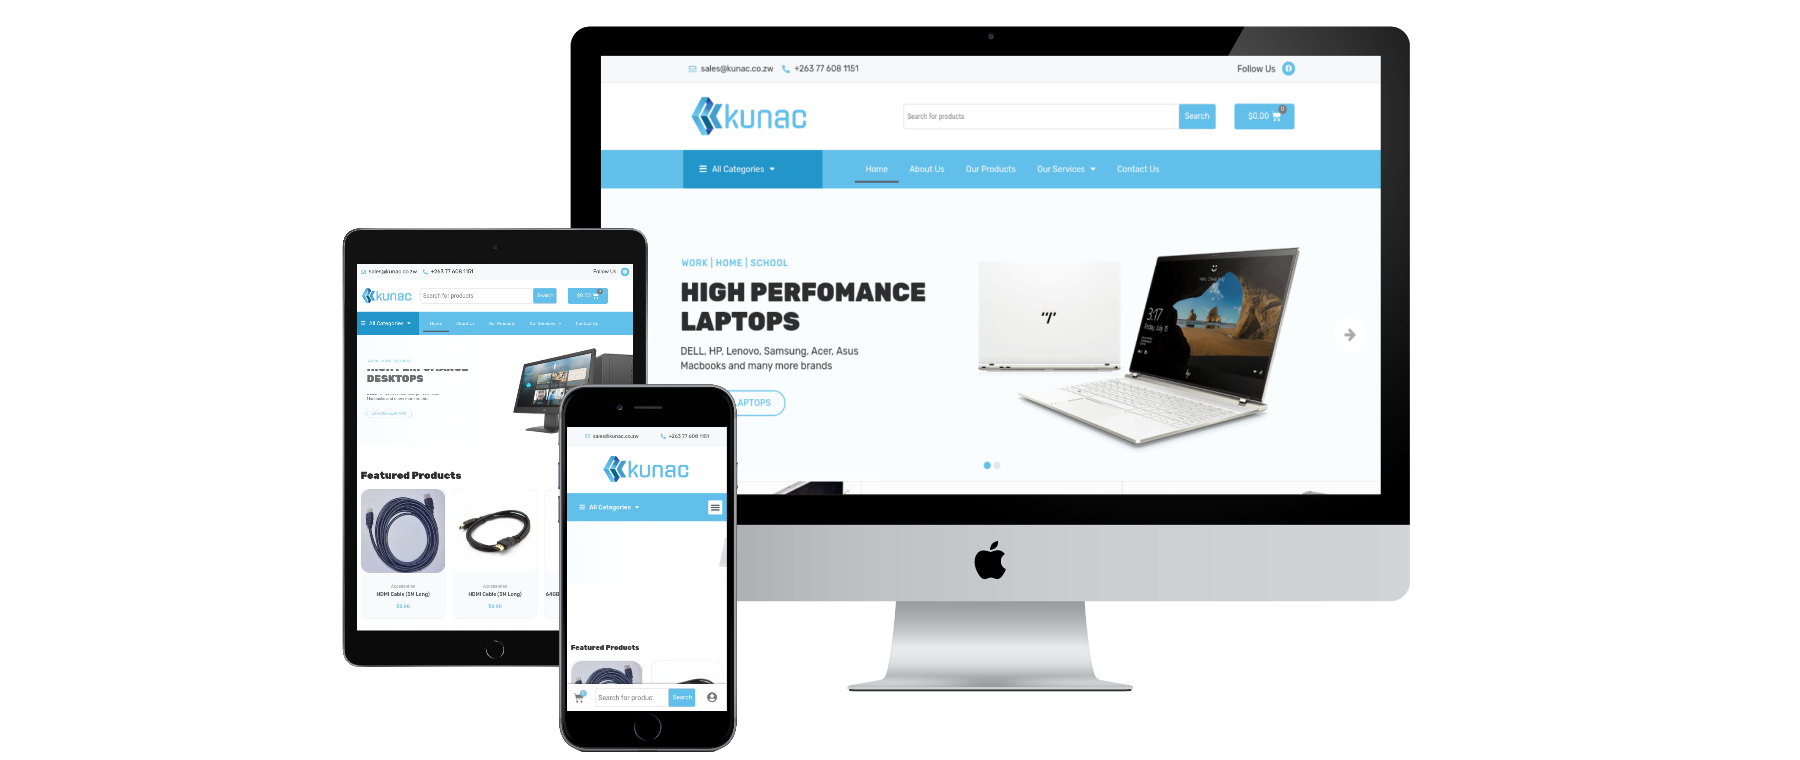 sales@kunac.co.zw +263 77 608 1151 Follow Us
kunac
Search for products Search $0.00 0
All Categories Home About Us Our Products Our Services Contact Us
WORK | HOME | SCHOOL
HIGH PERFOMANCE
LAPTOPS
DELL, HP, Lenovo, Samsung, Acer, Asus
Macbooks and many more brands
APTOPS
3:17
Friday, July 15
sales@kunac.co.zw +263 77 608 1151 Follow Us
kunac
Search for products Search $0.00
All Categories Home About Us Our Products Our Services Contact Us
DESKTOPS
Featured Products
Accessories
HDMI Cable (5M Long)
Accessories
HDMI Cable (3M Long)
64GB
sales@kunac.co.zw +263 77 608 1151
kunac
All Categories
Featured Products
Search for produc Search